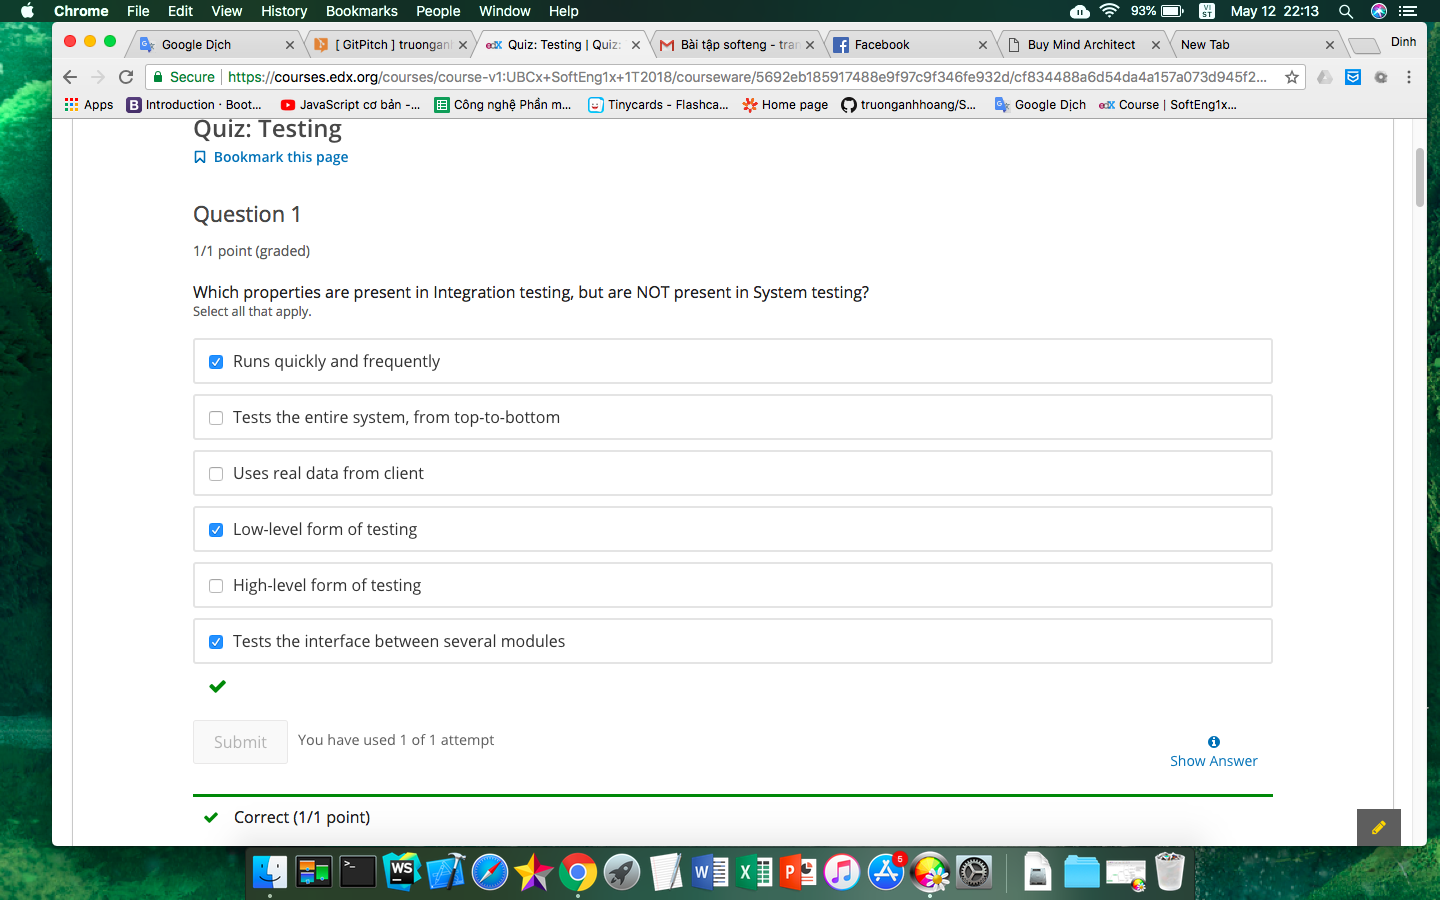 Chrome File Edit View History Bookmarks People Window Help 93% VI ST May 12 22:13
Google Dịch [ GitPitch ] truongan Quiz: Testing | Quiz: Bài tập softeng - tran Facebook Buy Mind Architect New Tab Dinh
Secure https://courses.edx.org/courses/course-v1:UBCx+SoftEng1x+1T2018/courseware/5692eb185917488e9f97c9f346fe932d/cf834488a6d54da4a157a073d945f2...
Apps Introduction · Boot... JavaScript cơ bản -... Công nghệ Phần m... Tinycards - Flashca... Home page truonganhhoang/S... Google Dịch Course | SoftEng1x...
Quiz: Testing
Bookmark this page
Question 1
1/1 point (graded)
Which properties are present in Integration testing, but are NOT present in System testing?
Select all that apply.
Runs quickly and frequently
Tests the entire system, from top-to-bottom
Uses real data from client
Low-level form of testing
High-level form of testing
Tests the interface between several modules
Submit You have used 1 of 1 attempt
Show Answer
Correct (1/1 point)
WS W X P 5